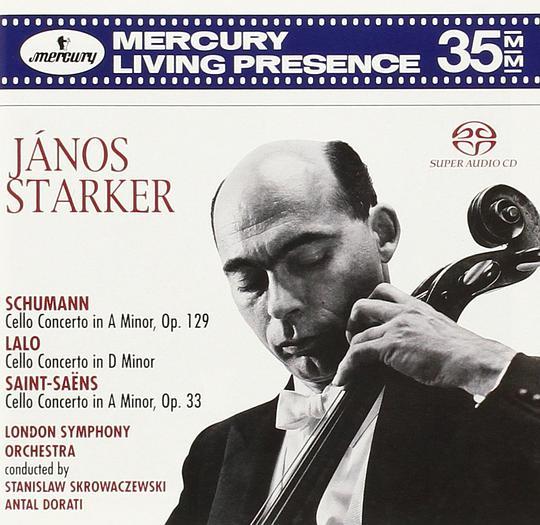 mercury
MERCURY
LIVING PRESENCE
35MM
SUPER AUDIO CD
JÁNOS
STARKER
SCHUMANN
Cello Concerto in A Minor, Op. 129
LALO
Cello Concerto in D Minor
SAINT-SAËNS
Cello Concerto in A Minor, Op. 33
LONDON SYMPHONY
ORCHESTRA
conducted by
STANISLAW SKROWACZEWSKI
ANTAL DORATI